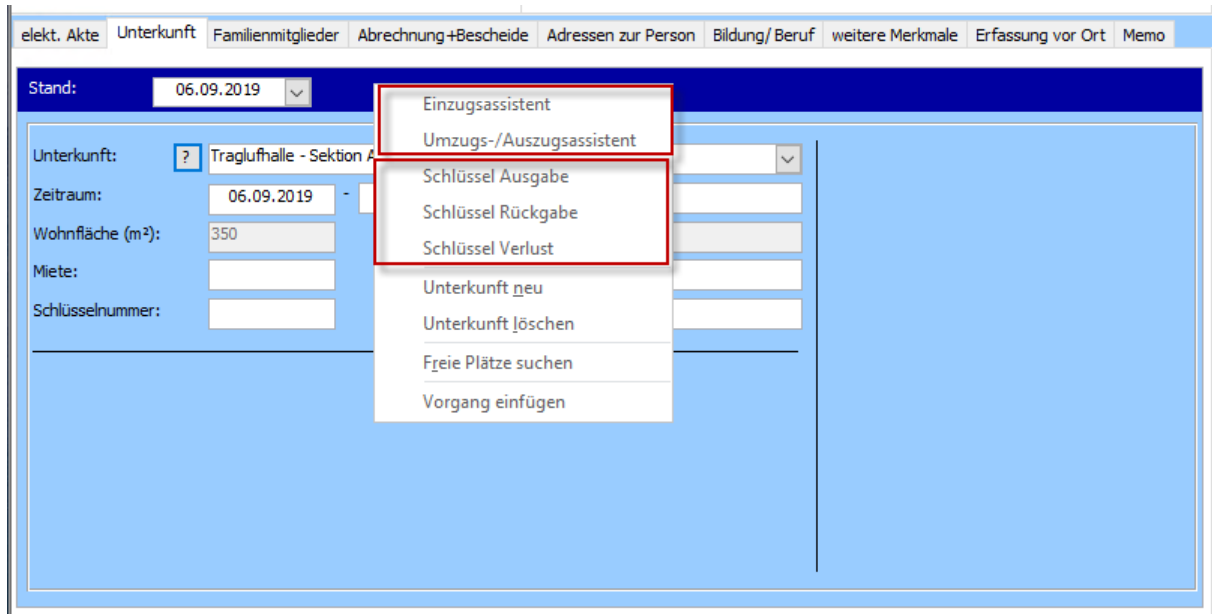 elekt. Akte Unterkunft Familienmitglieder Abrechnung+Bescheide Adressen zur Person Bildung/Beruf weitere Merkmale Erfassung vor Ort Memo
Stand: 06.09.2019
Unterkunft: ? Traglufhalle - Sektion A
Zeitraum: 06.09.2019 -
Wohnfläche (m²): 350
Miete:
Schlüsselnummer:
Einzugsassistent
Umzugs-/Auszugsassistent
Schlüssel Ausgabe
Schlüssel Rückgabe
Schlüssel Verlust
Unterkunft neu
Unterkunft löschen
Freie Plätze suchen
Vorgang einfügen